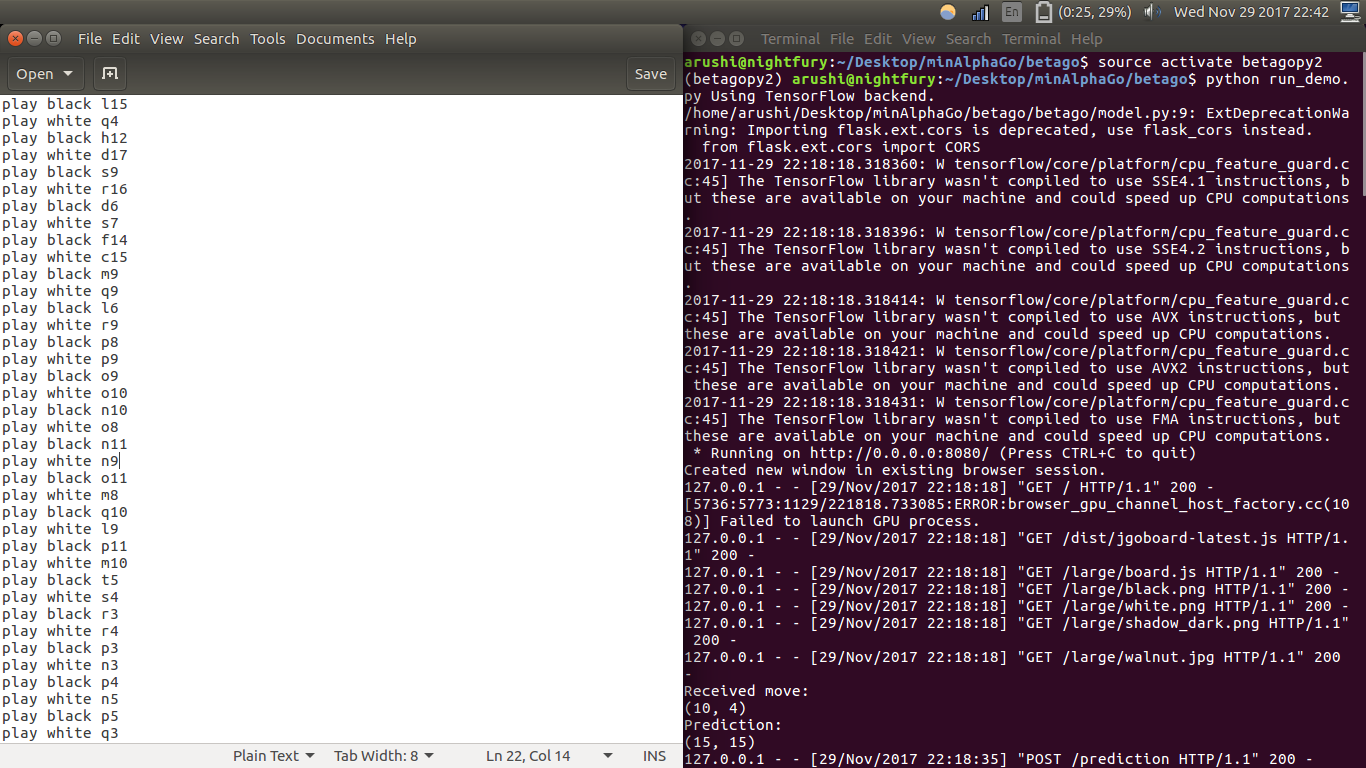 En (0:25, 29%) Wed Nov 29 2017 22:42
File Edit View Search Tools Documents Help
Open Save
play black l15
play white q4
play black h12
play white d17
play black s9
play white r16
play black d6
play white s7
play black f14
play white c15
play black m9
play white q9
play black l6
play white r9
play black p8
play white p9
play black o9
play white o10
play black n10
play white o8
play black n11
play white n9
play black o11
play white m8
play black q10
play white l9
play black p11
play white m10
play black t5
play white s4
play black r3
play white r4
play black p3
play white n3
play black p4
play white n5
play black p5
play white q3
Plain Text Tab Width: 8 Ln 22, Col 14 INS
Terminal File Edit View Search Terminal Help
arushi@nightfury:~/Desktop/minAlphaGo/betago$ source activate betagopy2
(betagopy2) arushi@nightfury:~/Desktop/minAlphaGo/betago$ python run_demo.
py Using TensorFlow backend.
/home/arushi/Desktop/minAlphaGo/betago/betago/model.py:9: ExtDeprecationWa
rning: Importing flask.ext.cors is deprecated, use flask_cors instead.
from flask.ext.cors import CORS
2017-11-29 22:18:18.318360: W tensorflow/core/platform/cpu_feature_guard.c
c:45] The TensorFlow library wasn't compiled to use SSE4.1 instructions, b
ut these are available on your machine and could speed up CPU computations
.
2017-11-29 22:18:18.318396: W tensorflow/core/platform/cpu_feature_guard.c
c:45] The TensorFlow library wasn't compiled to use SSE4.2 instructions, b
ut these are available on your machine and could speed up CPU computations
.
2017-11-29 22:18:18.318414: W tensorflow/core/platform/cpu_feature_guard.c
c:45] The TensorFlow library wasn't compiled to use AVX instructions, but
these are available on your machine and could speed up CPU computations.
2017-11-29 22:18:18.318421: W tensorflow/core/platform/cpu_feature_guard.c
c:45] The TensorFlow library wasn't compiled to use AVX2 instructions, but
these are available on your machine and could speed up CPU computations.
2017-11-29 22:18:18.318431: W tensorflow/core/platform/cpu_feature_guard.c
c:45] The TensorFlow library wasn't compiled to use FMA instructions, but
these are available on your machine and could speed up CPU computations.
* Running on http://0.0.0.0:8080/ (Press CTRL+C to quit)
Created new window in existing browser session.
127.0.0.1 - - [29/Nov/2017 22:18:18] "GET / HTTP/1.1" 200 -
[5736:5773:1129/221818.733085:ERROR:browser_gpu_channel_host_factory.cc(10
8)] Failed to launch GPU process.
127.0.0.1 - - [29/Nov/2017 22:18:18] "GET /dist/jgoboard-latest.js HTTP/1.
1" 200 -
127.0.0.1 - - [29/Nov/2017 22:18:18] "GET /large/board.js HTTP/1.1" 200 -
127.0.0.1 - - [29/Nov/2017 22:18:18] "GET /large/black.png HTTP/1.1" 200 -
127.0.0.1 - - [29/Nov/2017 22:18:18] "GET /large/white.png HTTP/1.1" 200 -
127.0.0.1 - - [29/Nov/2017 22:18:18] "GET /large/shadow_dark.png HTTP/1.1"
200 -
127.0.0.1 - - [29/Nov/2017 22:18:18] "GET /large/walnut.jpg HTTP/1.1" 200
-
Received move:
(10, 4)
Prediction:
(15, 15)
127.0.0.1 - - [29/Nov/2017 22:18:35] "POST /prediction HTTP/1.1" 200 -